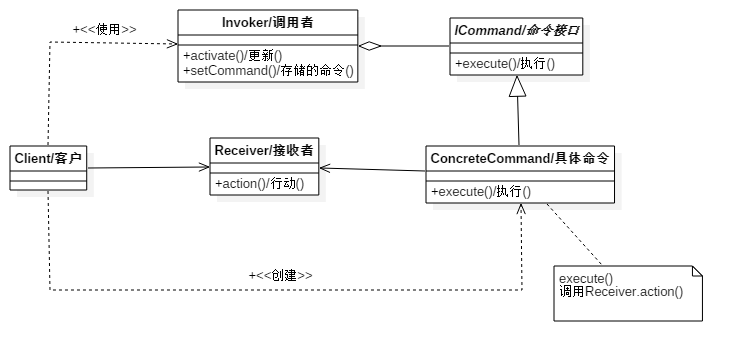 +<<使用>>
Invoker/调用者
+activate()/更新()
+setCommand()/存储的命令()
ICommand/命令接口
+execute()/执行()
Client/客户
Receiver/接收者
+action()/行动()
ConcreteCommand/具体命令
+execute()/执行()
+<<创建>>
execute()
调用Receiver.action()